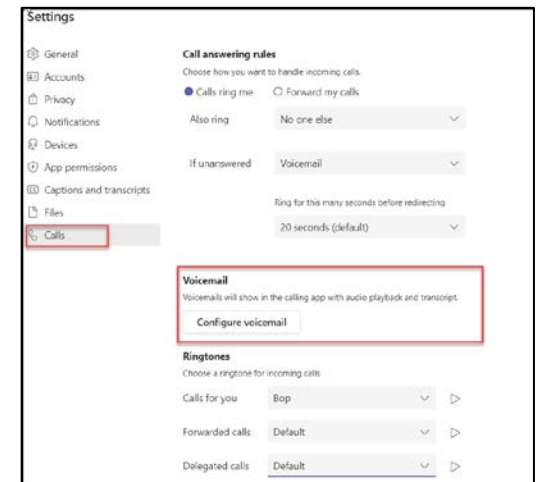 Settings
General
Accounts
Privacy
Notifications
Devices
App permissions
Captions and transcripts
Files
Calls
Call answering rules
Choose how you want to handle incoming calls.
Calls ring me Forward my calls
Also ring No one else
If unanswered Voicemail
Ring for this many seconds before redirecting
20 seconds (default)
Voicemail
Voicemails will show in the calling app with audio playback and transcript.
Configure voicemail
Ringtones
Choose a ringtone for incoming calls
Calls for you Bop
Forwarded calls Default
Delegated calls Default